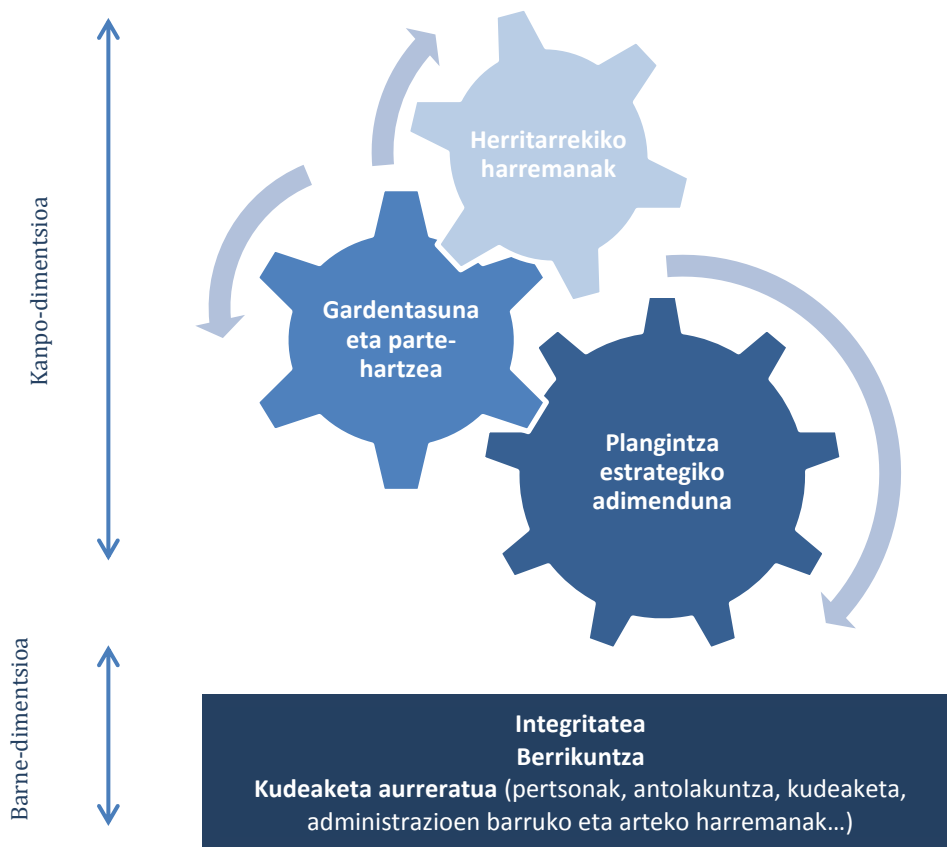 Kanpo-dimentsioa
Herritarrekiko
harremanak
Gardentasuna
eta parte-
hartzea
Plangintza
estrategiko
adimenduna
Barne-dimentsioa
Integritatea
Berrikuntza
Kudeaketa aurreratua (pertsonak, antolakuntza, kudeaketa,
administrazioen barruko eta arteko harremanak…)